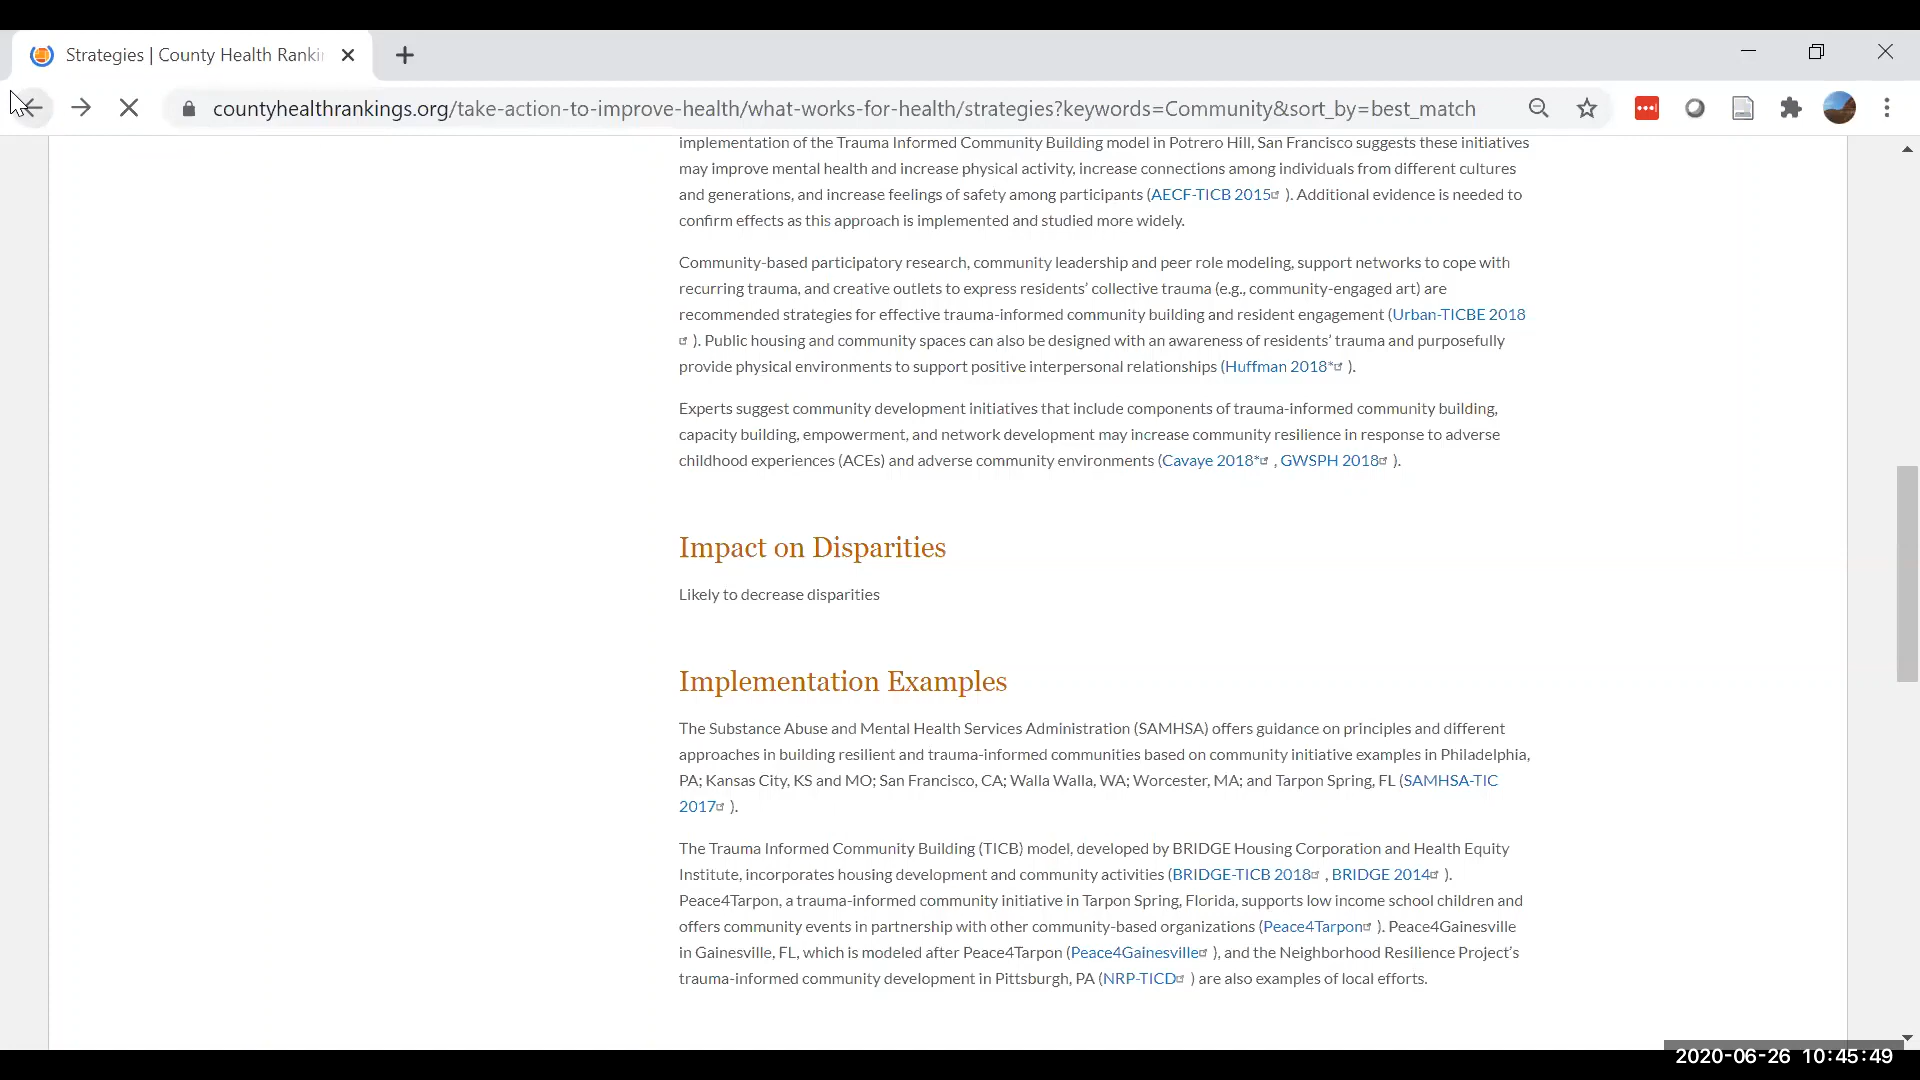 Strategies | County Health Ranki
countyhealthrankings.org/take-action-to-improve-health/what-works-for-health/strategies?keywords=Community&sort_by=best_match
implementation of the Trauma Informed Community Building model in Potrero Hill, San Francisco suggests these initiatives
may improve mental health and increase physical activity, increase connections among individuals from different cultures
and generations, and increase feelings of safety among participants (AECF-TICB 2015 ). Additional evidence is needed to
confirm effects as this approach is implemented and studied more widely.
Community-based participatory research, community leadership and peer role modeling, support networks to cope with
recurring trauma, and creative outlets to express residents’ collective trauma (e.g., community-engaged art) are
recommended strategies for effective trauma-informed community building and resident engagement (Urban-TICBE 2018
). Public housing and community spaces can also be designed with an awareness of residents’ trauma and purposefully
provide physical environments to support positive interpersonal relationships (Huffman 2018* ).
Experts suggest community development initiatives that include components of trauma-informed community building,
capacity building, empowerment, and network development may increase community resilience in response to adverse
childhood experiences (ACEs) and adverse community environments (Cavaye 2018* , GWSPH 2018 ).
Impact on Disparities
Likely to decrease disparities
Implementation Examples
The Substance Abuse and Mental Health Services Administration (SAMHSA) offers guidance on principles and different
approaches in building resilient and trauma-informed communities based on community initiative examples in Philadelphia,
PA; Kansas City, KS and MO; San Francisco, CA; Walla Walla, WA; Worcester, MA; and Tarpon Spring, FL (SAMHSA-TIC
2017 ).
The Trauma Informed Community Building (TICB) model, developed by BRIDGE Housing Corporation and Health Equity
Institute, incorporates housing development and community activities (BRIDGE-TICB 2018 , BRIDGE 2014 ).
Peace4Tarpon, a trauma-informed community initiative in Tarpon Spring, Florida, supports low income school children and
offers community events in partnership with other community-based organizations (Peace4Tarpon ). Peace4Gainesville
in Gainesville, FL, which is modeled after Peace4Tarpon (Peace4Gainesville ), and the Neighborhood Resilience Project’s
trauma-informed community development in Pittsburgh, PA (NRP-TICD ) are also examples of local efforts.
2020-06-26 10:45:49